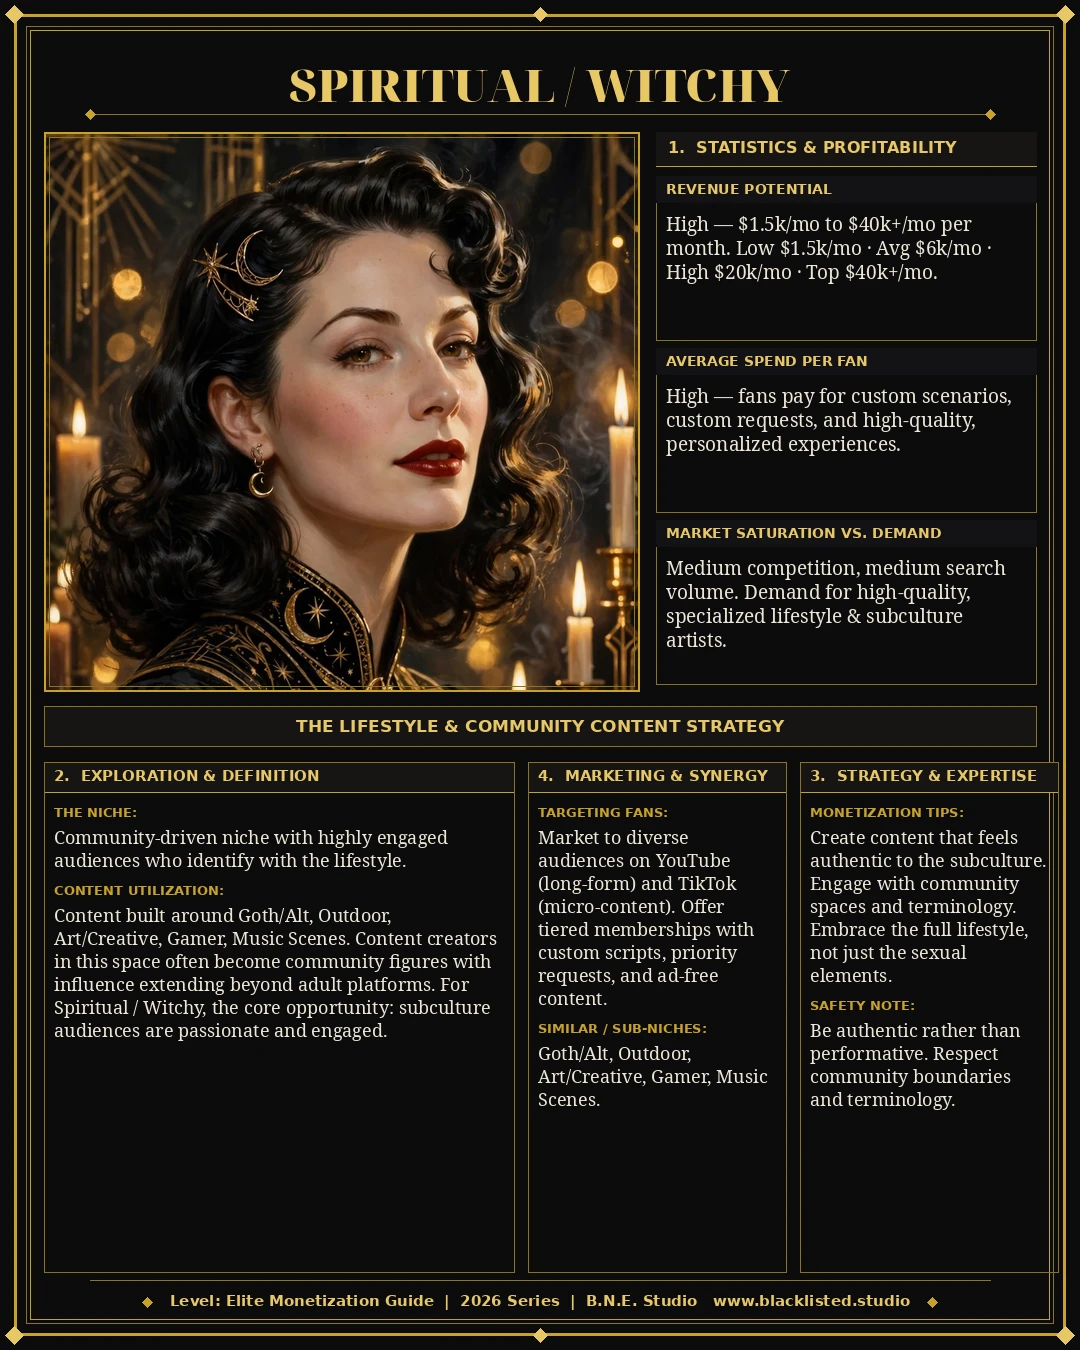 SPIRITUAL / WITCHY
1. STATISTICS & PROFITABILITY
REVENUE POTENTIAL
High — $1.5k/mo to $40k+/mo per
month. Low $1.5k/mo · Avg $6k/mo ·
High $20k/mo · Top $40k+/mo.
AVERAGE SPEND PER FAN
High — fans pay for custom scenarios,
custom requests, and high-quality,
personalized experiences.
MARKET SATURATION VS. DEMAND
Medium competition, medium search
volume. Demand for high-quality,
specialized lifestyle & subculture
artists.
THE LIFESTYLE & COMMUNITY CONTENT STRATEGY
2. EXPLORATION & DEFINITION
THE NICHE:
Community-driven niche with highly engaged
audiences who identify with the lifestyle.
CONTENT UTILIZATION:
Content built around Goth/Alt, Outdoor,
Art/Creative, Gamer, Music Scenes. Content creators
in this space often become community figures with
influence extending beyond adult platforms. For
Spiritual / Witchy, the core opportunity: subculture
audiences are passionate and engaged.
4. MARKETING & SYNERGY
TARGETING FANS:
Market to diverse
audiences on YouTube
(long-form) and TikTok
(micro-content). Offer
tiered memberships with
custom scripts, priority
requests, and ad-free
content.
SIMILAR / SUB-NICHES:
Goth/Alt, Outdoor,
Art/Creative, Gamer, Music
Scenes.
3. STRATEGY & EXPERTISE
MONETIZATION TIPS:
Create content that feels
authentic to the subculture.
Engage with community
spaces and terminology.
Embrace the full lifestyle,
not just the sexual
elements.
SAFETY NOTE:
Be authentic rather than
performative. Respect
community boundaries
and terminology.
Level: Elite Monetization Guide | 2026 Series | B.N.E. Studio www.blacklisted.studio